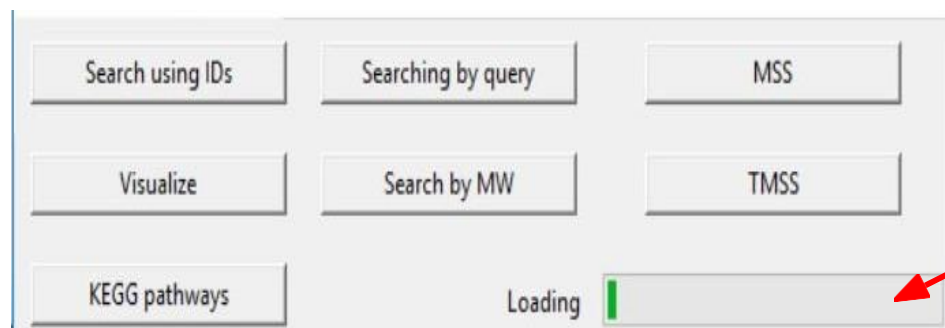 Search using IDs
Searching by query
MSS
Visualize
Search by MW
TMSS
KEGG pathways
Loading